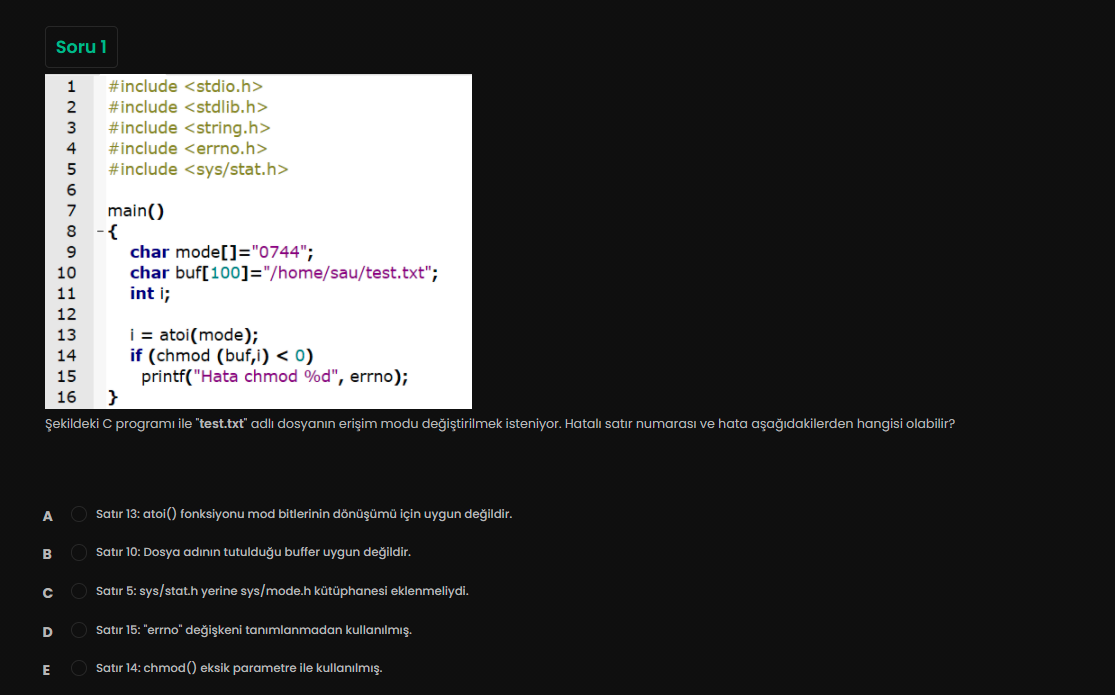 Soru 1
1 #include <stdio.h>
2 #include <stdlib.h>
3 #include <string.h>
4 #include <errno.h>
5 #include <sys/stat.h>
6
7 main()
8 {
9 char mode[]="0744";
10 char buf[100]="/home/sau/test.txt";
11 int i;
12
13 i = atoi(mode);
14 if (chmod (buf,i) < 0)
15 printf("Hata chmod %d", errno);
16 }
Şekildeki C programı ile "test.txt" adlı dosyanın erişim modu değiştirilmek isteniyor. Hatalı satır numarası ve hata aşağıdakilerden hangisi olabilir?
A Satır 13: atoi() fonksiyonu mod bitlerinin dönüşümü için uygun değildir.
B Satır 10: Dosya adının tutulduğu buffer uygun değildir.
C Satır 5: sys/stat.h yerine sys/mode.h kütüphanesi eklenmeliydi.
D Satır 15: "errno" değişkeni tanımlanmadan kullanılmış.
E Satır 14: chmod() eksik parametre ile kullanılmış.